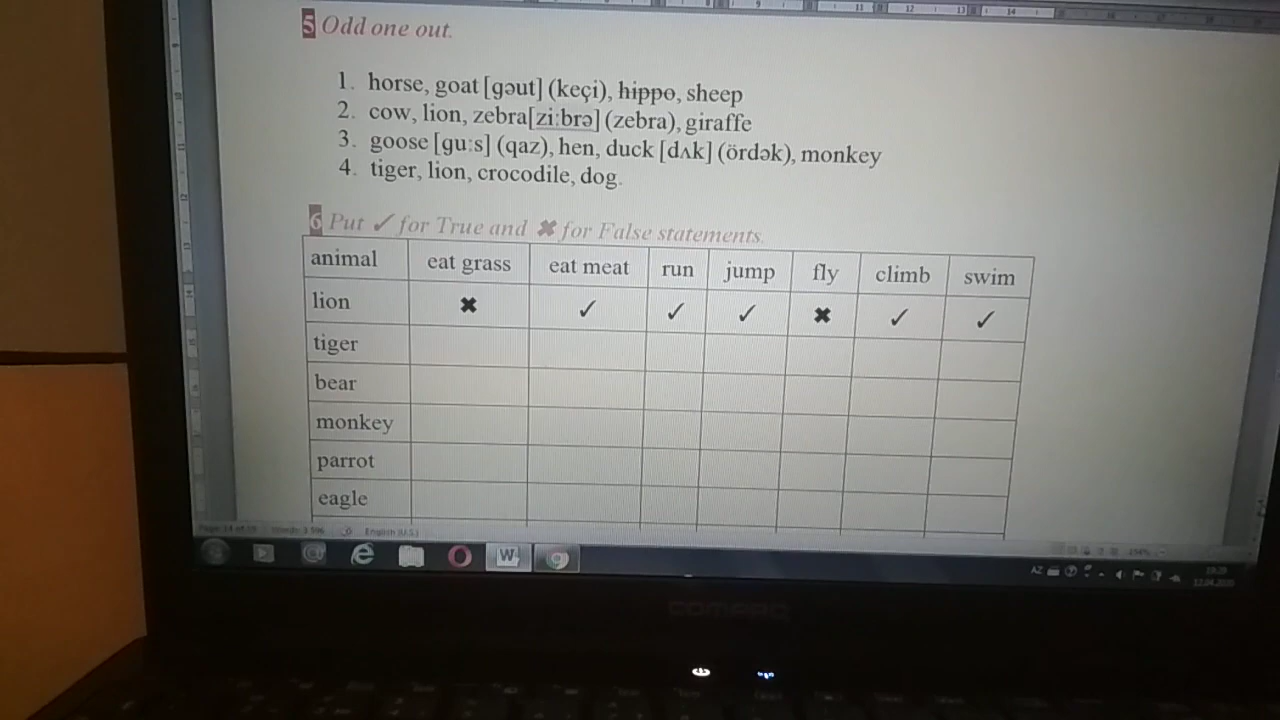 5 Odd one out.
1. horse, goat [gəut] (keçi), hippo, sheep
2. cow, lion, zebra[zi:brə] (zebra), giraffe
3. goose [gu:s] (qaz), hen, duck [dʌk] (ördək), monkey
4. tiger, lion, crocodile, dog.
6 Put ✓ for True and ✖ for False statements.
animal eat grass eat meat run jump fly climb swim
lion ✖ ✓ ✓ ✓ ✖ ✓ ✓
tiger
bear
monkey
parrot
eagle
English (U.S.)
AZ
COMPAQ